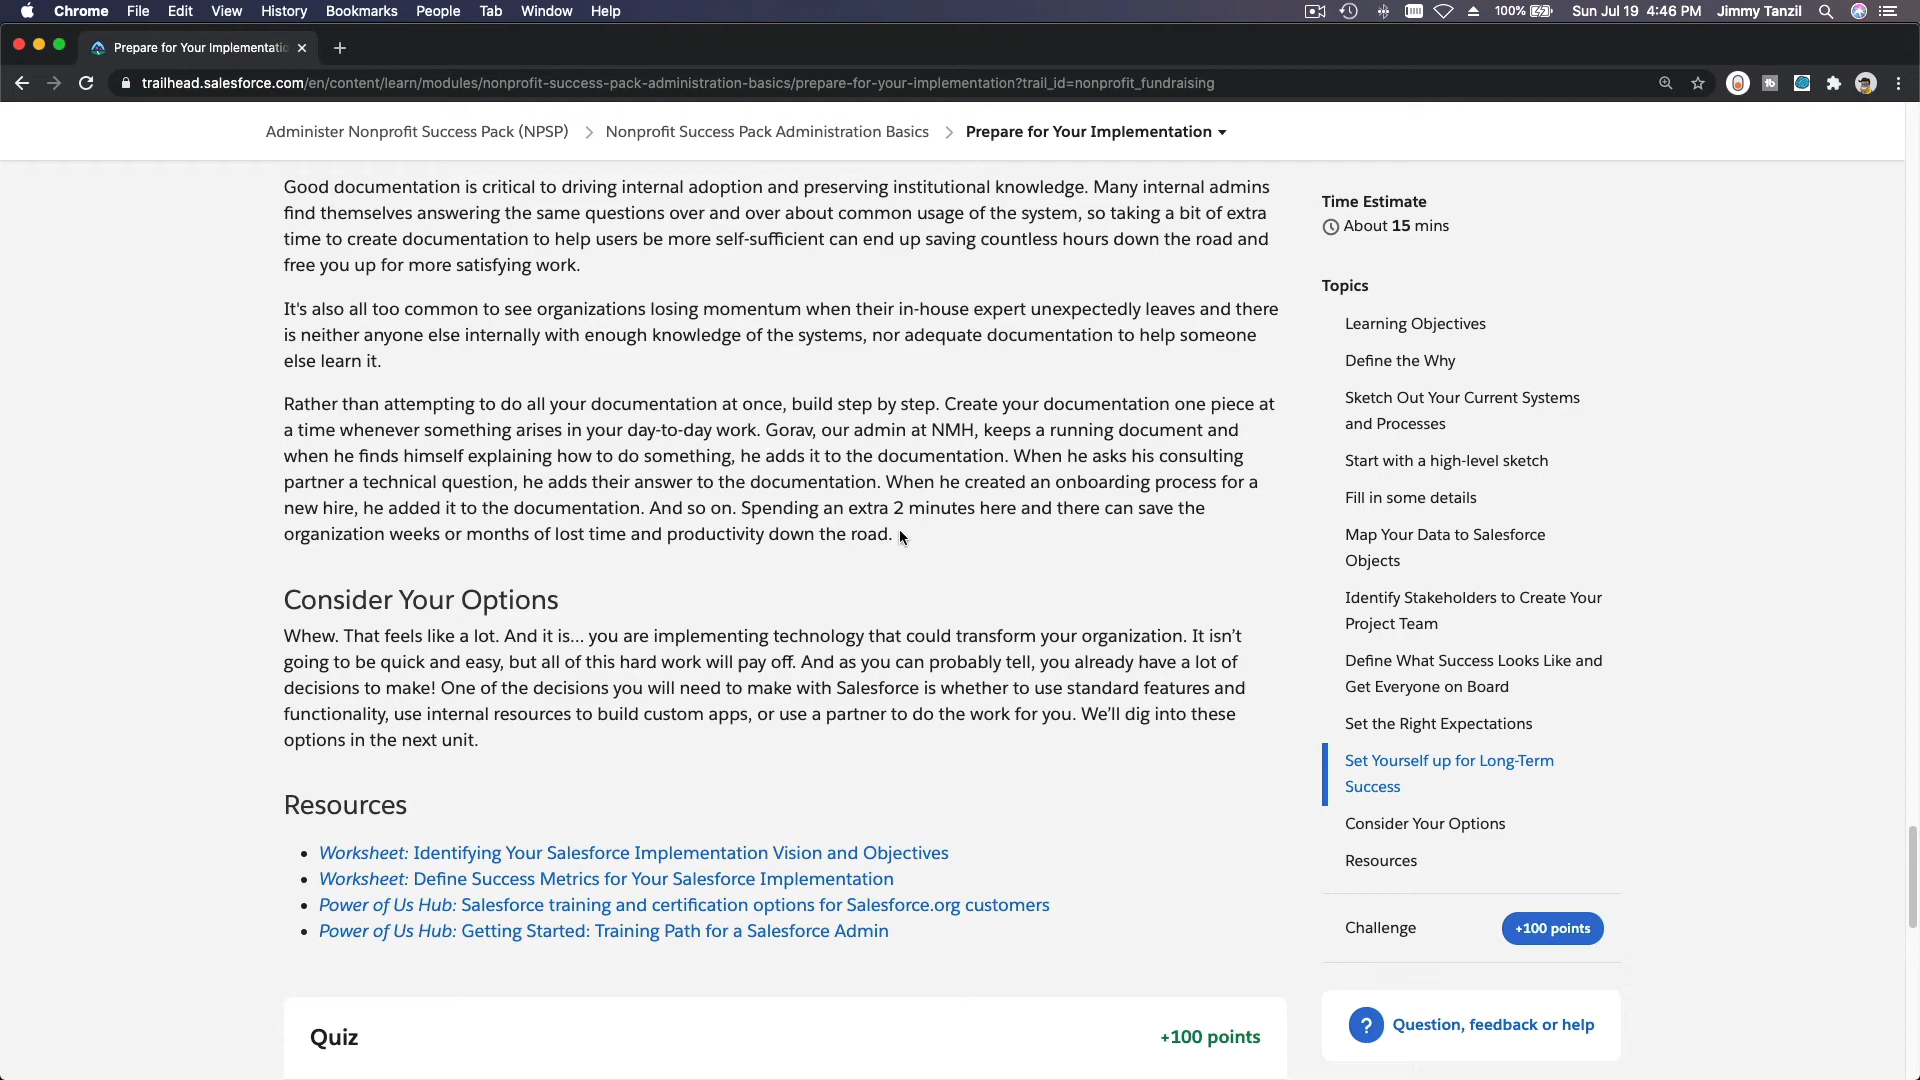 Chrome File Edit View History Bookmarks People Tab Window Help 100% Sun Jul 19 4:46 PM Jimmy Tanzil
Prepare for Your Implementatio
trailhead.salesforce.com/en/content/learn/modules/nonprofit-success-pack-administration-basics/prepare-for-your-implementation?trail_id=nonprofit_fundraising
Administer Nonprofit Success Pack (NPSP) > Nonprofit Success Pack Administration Basics > Prepare for Your Implementation
Good documentation is critical to driving internal adoption and preserving institutional knowledge. Many internal admins
find themselves answering the same questions over and over about common usage of the system, so taking a bit of extra
time to create documentation to help users be more self-sufficient can end up saving countless hours down the road and
free you up for more satisfying work.
It's also all too common to see organizations losing momentum when their in-house expert unexpectedly leaves and there
is neither anyone else internally with enough knowledge of the systems, nor adequate documentation to help someone
else learn it.
Rather than attempting to do all your documentation at once, build step by step. Create your documentation one piece at
a time whenever something arises in your day-to-day work. Gorav, our admin at NMH, keeps a running document and
when he finds himself explaining how to do something, he adds it to the documentation. When he asks his consulting
partner a technical question, he adds their answer to the documentation. When he created an onboarding process for a
new hire, he added it to the documentation. And so on. Spending an extra 2 minutes here and there can save the
organization weeks or months of lost time and productivity down the road.
Consider Your Options
Whew. That feels like a lot. And it is… you are implementing technology that could transform your organization. It isn’t
going to be quick and easy, but all of this hard work will pay off. And as you can probably tell, you already have a lot of
decisions to make! One of the decisions you will need to make with Salesforce is whether to use standard features and
functionality, use internal resources to build custom apps, or use a partner to do the work for you. We’ll dig into these
options in the next unit.
Resources
• Worksheet: Identifying Your Salesforce Implementation Vision and Objectives
• Worksheet: Define Success Metrics for Your Salesforce Implementation
• Power of Us Hub: Salesforce training and certification options for Salesforce.org customers
• Power of Us Hub: Getting Started: Training Path for a Salesforce Admin
Quiz +100 points
Time Estimate
About 15 mins
Topics
Learning Objectives
Define the Why
Sketch Out Your Current Systems
and Processes
Start with a high-level sketch
Fill in some details
Map Your Data to Salesforce
Objects
Identify Stakeholders to Create Your
Project Team
Define What Success Looks Like and
Get Everyone on Board
Set the Right Expectations
Set Yourself up for Long-Term
Success
Consider Your Options
Resources
Challenge +100 points
? Question, feedback or help